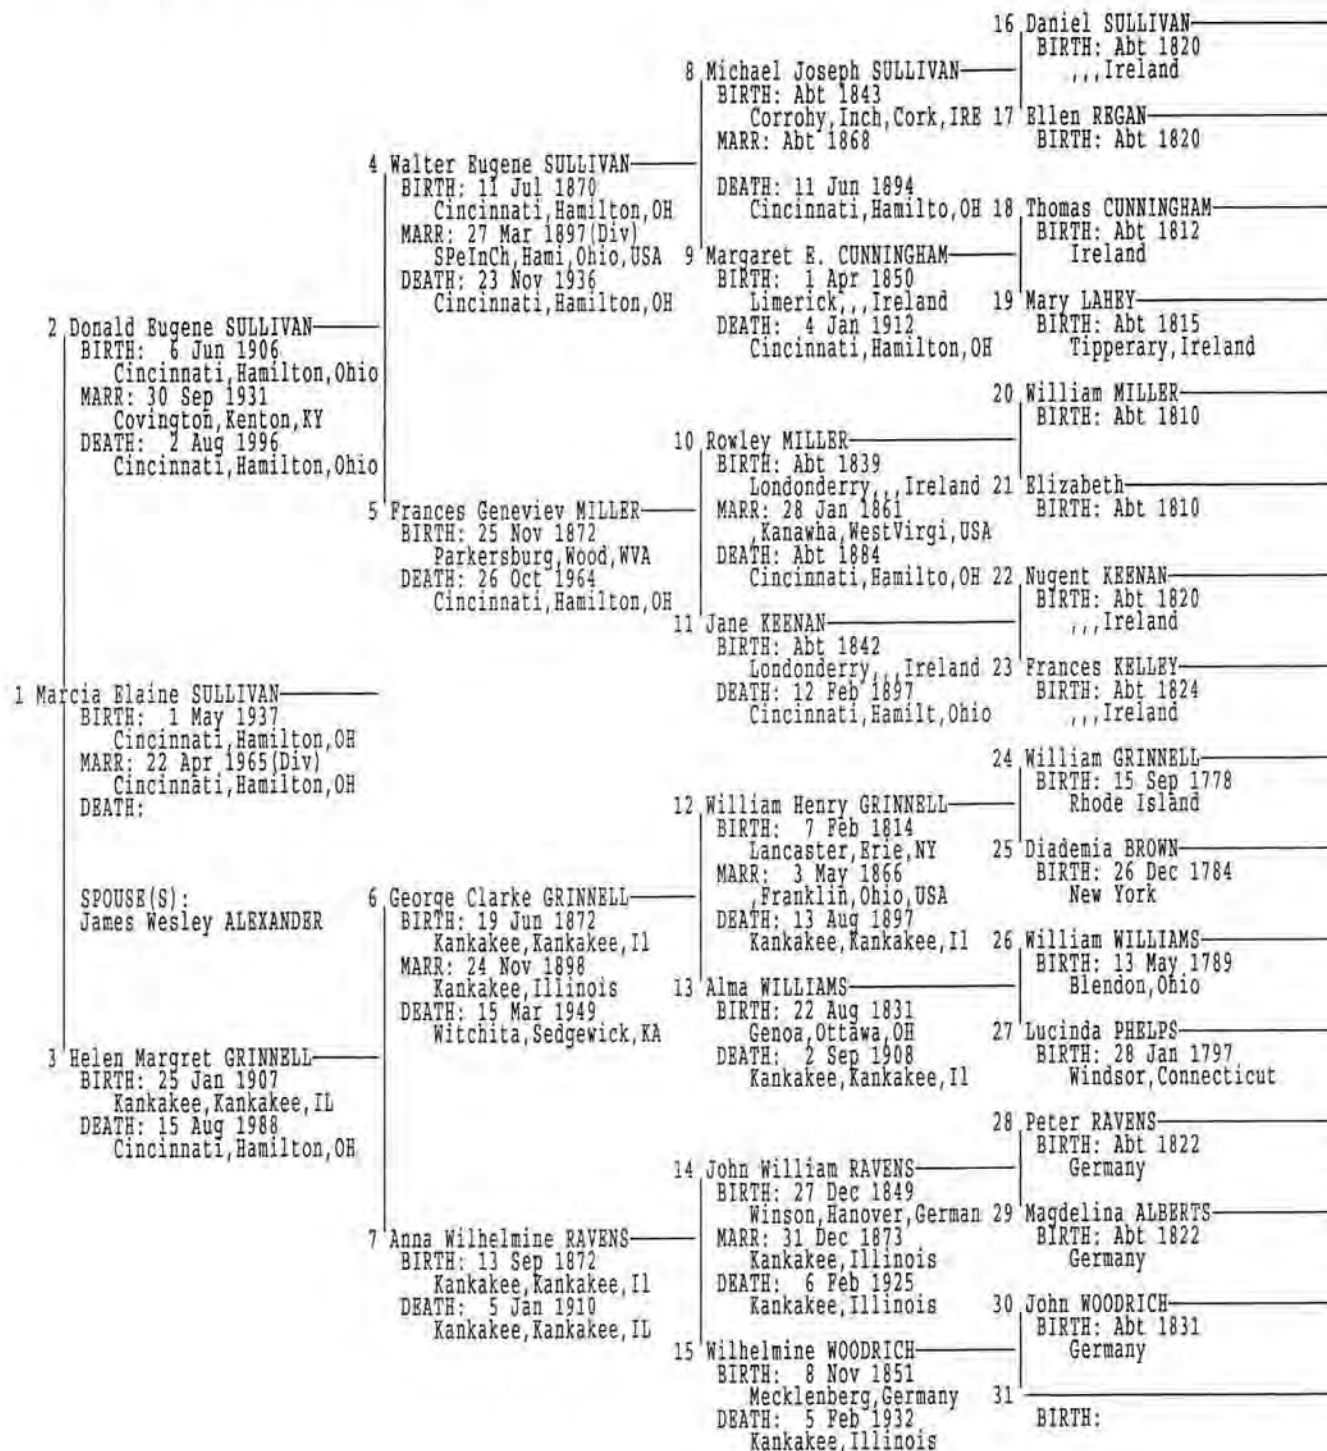 16 Daniel SULLIVAN
BIRTH: Abt 1820
,,,Ireland
8 Michael Joseph SULLIVAN
BIRTH: Abt 1843
Corrohy,Inch,Cork,IRE
MARR: Abt 1868
DEATH: 11 Jun 1894
Cincinnati,Hamilto,OH
17 Ellen REGAN
BIRTH: Abt 1820
4 Walter Eugene SULLIVAN
BIRTH: 11 Jul 1870
Cincinnati,Hamilton,OH
MARR: 27 Mar 1897(Div)
SPeInCh,Hami,Ohio,USA
DEATH: 23 Nov 1936
Cincinnati,Hamilton,OH
18 Thomas CUNNINGHAM
BIRTH: Abt 1812
Ireland
9 Margaret E. CUNNINGHAM
BIRTH: 1 Apr 1850
Limerick,,,Ireland
DEATH: 4 Jan 1912
Cincinnati,Hamilton,OH
19 Mary LAHEY
BIRTH: Abt 1815
Tipperary,Ireland
2 Donald Eugene SULLIVAN
BIRTH: 6 Jun 1906
Cincinnati,Hamilton,Ohio
MARR: 30 Sep 1931
Covington,Kenton,KY
DEATH: 2 Aug 1996
Cincinnati,Hamilton,Ohio
20 William MILLER
BIRTH: Abt 1810
10 Rowley MILLER
BIRTH: Abt 1839
Londonderry,,,Ireland
MARR: 28 Jan 1861
,Kanawha,WestVirgi,USA
DEATH: Abt 1884
Cincinnati,Hamilto,OH
21 Elizabeth
BIRTH: Abt 1810
5 Frances Geneviev MILLER
BIRTH: 25 Nov 1872
Parkersburg,Wood,WVA
DEATH: 26 Oct 1964
Cincinnati,Hamilton,OH
22 Nugent KEENAN
BIRTH: Abt 1820
,,,Ireland
11 Jane KEENAN
BIRTH: Abt 1842
Londonderry,,,Ireland
DEATH: 12 Feb 1897
Cincinnati,Hamilt,Ohio
23 Frances KELLEY
BIRTH: Abt 1824
,,,Ireland
1 Marcia Elaine SULLIVAN
BIRTH: 1 May 1937
Cincinnati,Hamilton,OH
MARR: 22 Apr 1965(Div)
Cincinnati,Hamilton,OH
DEATH:
SPOUSE(S):
James Wesley ALEXANDER
24 William GRINNELL
BIRTH: 15 Sep 1778
Rhode Island
12 William Henry GRINNELL
BIRTH: 7 Feb 1814
Lancaster,Erie,NY
MARR: 3 May 1866
,Franklin,Ohio,USA
DEATH: 13 Aug 1897
Kankakee,Kankakee,Il
25 Diademia BROWN
BIRTH: 26 Dec 1784
New York
6 George Clarke GRINNELL
BIRTH: 19 Jun 1872
Kankakee,Kankakee,Il
MARR: 24 Nov 1898
Kankakee,Illinois
DEATH: 15 Mar 1949
Witchita,Sedgewick,KA
26 William WILLIAMS
BIRTH: 13 May 1789
Blendon,Ohio
13 Alma WILLIAMS
BIRTH: 22 Aug 1831
Genoa,Ottawa,OH
DEATH: 2 Sep 1908
Kankakee,Kankakee,Il
27 Lucinda PHELPS
BIRTH: 28 Jan 1797
Windsor,Connecticut
3 Helen Margret GRINNELL
BIRTH: 25 Jan 1907
Kankakee,Kankakee,IL
DEATH: 15 Aug 1988
Cincinnati,Hamilton,OH
28 Peter RAVENS
BIRTH: Abt 1822
Germany
14 John William RAVENS
BIRTH: 27 Dec 1849
Winson,Hanover,German
MARR: 31 Dec 1873
Kankakee,Illinois
DEATH: 6 Feb 1925
Kankakee,Illinois
29 Magdelina ALBERTS
BIRTH: Abt 1822
Germany
7 Anna Wilhelmine RAVENS
BIRTH: 13 Sep 1872
Kankakee,Kankakee,Il
DEATH: 5 Jan 1910
Kankakee,Kankakee,IL
30 John WOODRICH
BIRTH: Abt 1831
Germany
15 Wilhelmine WOODRICH
BIRTH: 8 Nov 1851
Mecklenberg,Germany
DEATH: 5 Feb 1932
Kankakee,Illinois
31
BIRTH: